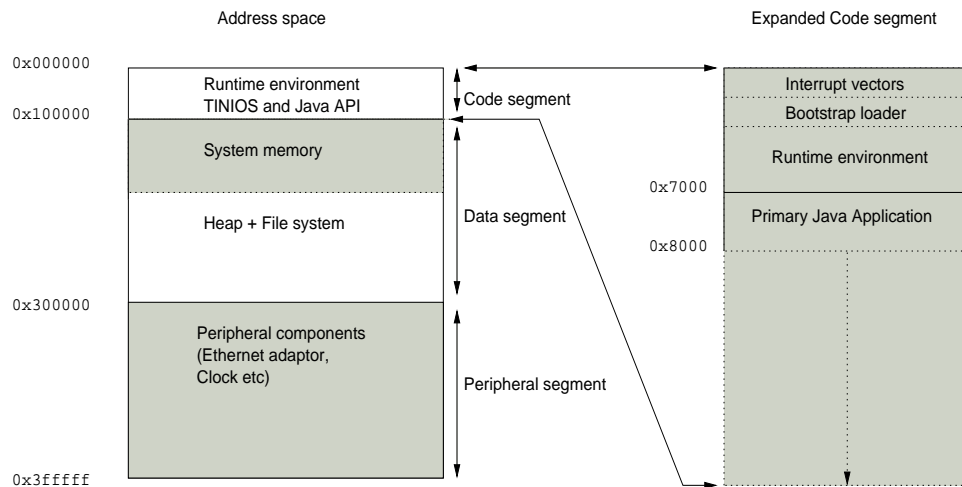 Address space
Expanded Code segment
0x000000
Runtime environment
TINIOS and Java API
Code segment
Interrupt vectors
0x100000
Bootstrap loader
System memory
Runtime environment
0x7000
Data segment
Heap + File system
Primary Java Application
0x8000
0x300000
Peripheral components
(Ethernet adaptor,
Clock etc)
Peripheral segment
0x3fffff